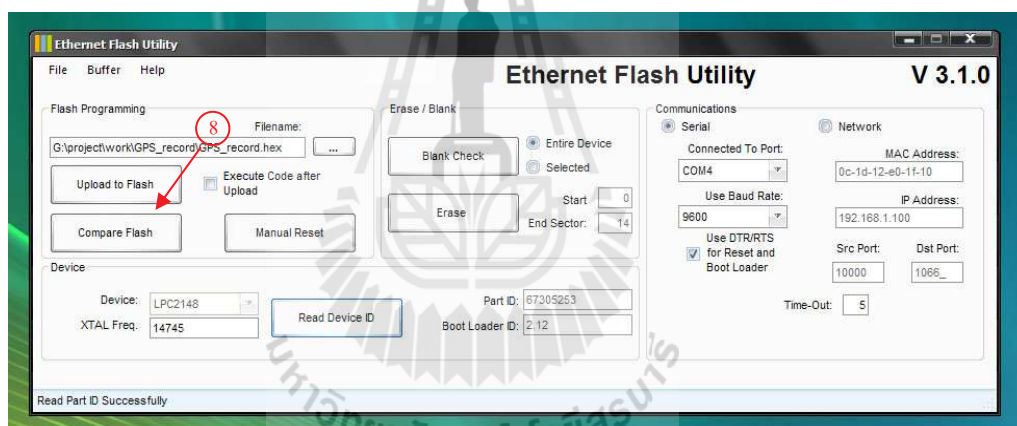 Ethernet Flash Utility
File Buffer Help
Ethernet Flash Utility
V 3.1.0
Flash Programming
8
Filename:
G:\project\work\GPS_record\GPS_record.hex
...
Upload to Flash
Execute Code after
Upload
Compare Flash
Manual Reset
Erase / Blank
Blank Check
Entire Device
Selected
Erase
Start 0
End Sector: 14
Communications
Serial
Network
Connected To Port:
COM4
Use Baud Rate:
9600
Use DTR/RTS
for Reset and
Boot Loader
MAC Address:
0c-1d-12-e0-1f-10
IP Address:
192.168.1.100
Src Port: Dst Port:
10000 1066_
Time-Out: 5
Device
Device: LPC2148
XTAL Freq. 14745
Read Device ID
Part ID: 67305253
Boot Loader ID: 2.12
Read Part ID Successfully